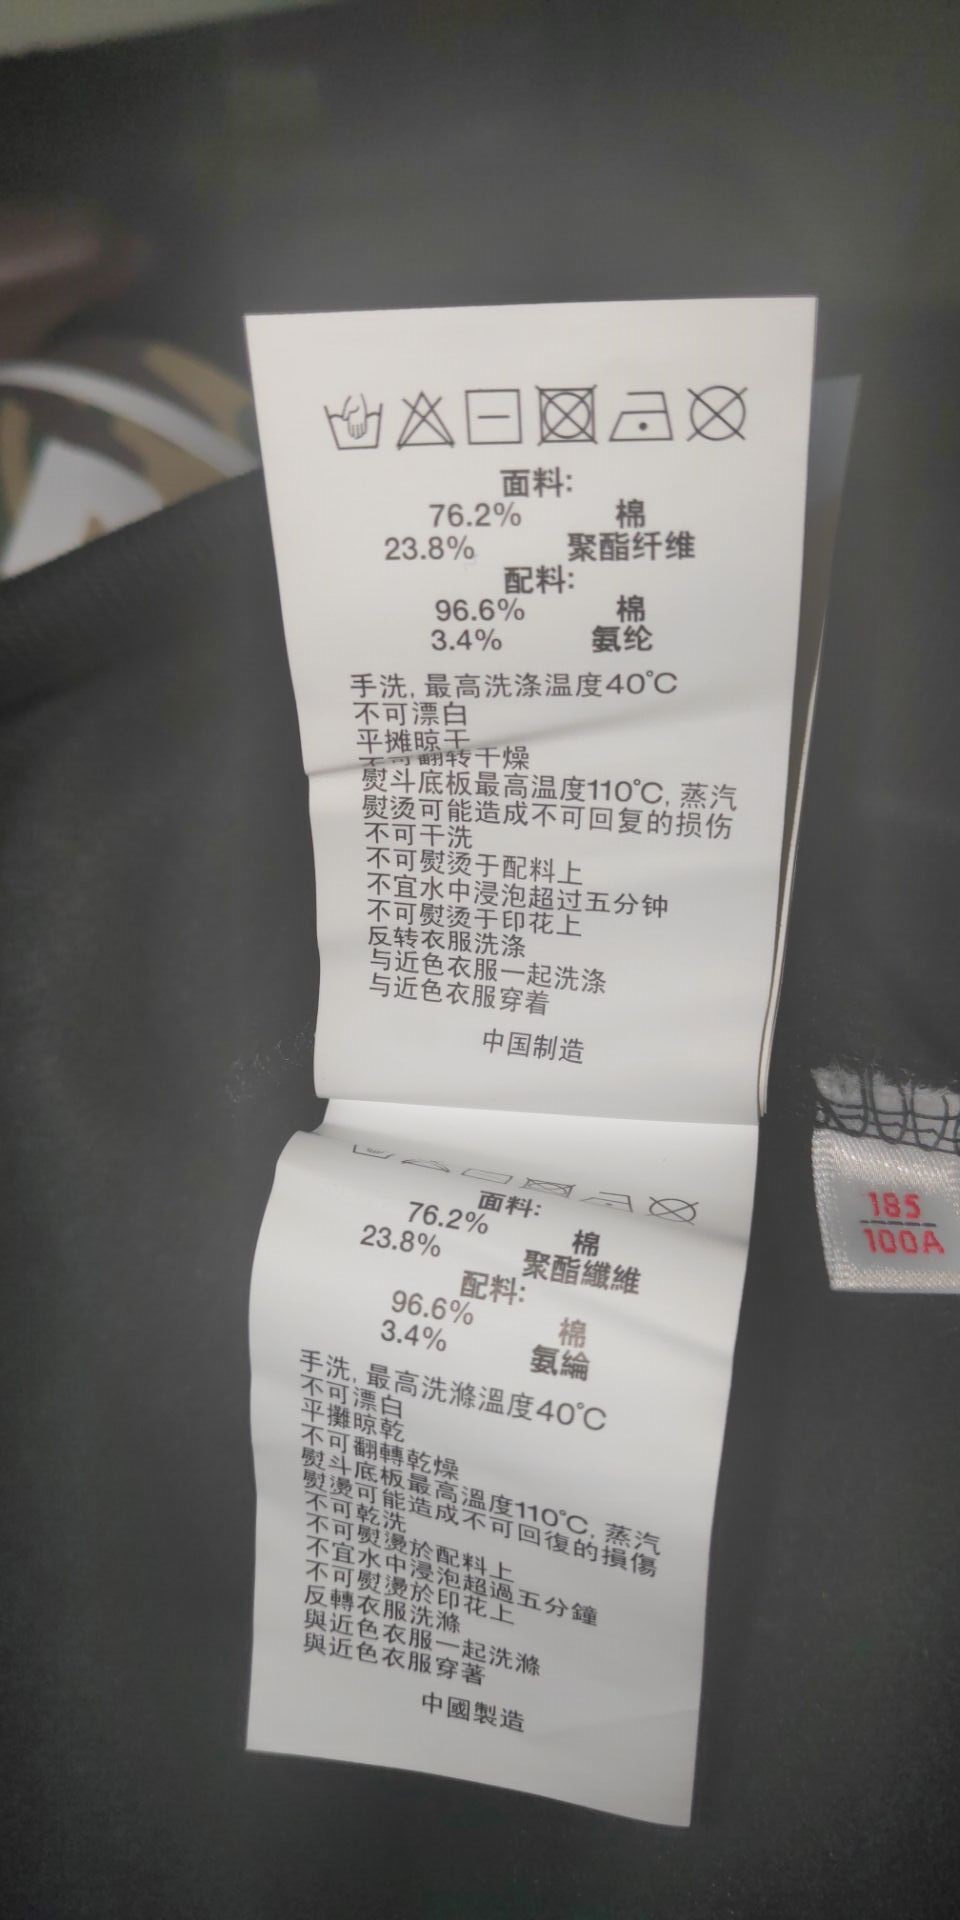 面料:
76.2% 棉
23.8% 聚酯纤维
配料:
96.6% 棉
3.4% 氨纶
手洗, 最高洗涤温度40℃
不可漂白
平摊晾干
不可翻转干燥
熨斗底板最高温度110℃, 蒸汽
熨烫可能造成不可回复的损伤
不可干洗
不可熨烫于配料上
不宜水中浸泡超过五分钟
不可熨烫于印花上
反转衣服洗涤
与近色衣服一起洗涤
与近色衣服穿着
中国制造
面料:
76.2% 棉
23.8% 聚酯纖維
配料:
96.6% 棉
3.4% 氨綸
手洗, 最高洗滌溫度40℃
不可漂白
平攤晾乾
不可翻轉乾燥
熨斗底板最高溫度110℃, 蒸汽
熨燙可能造成不可回復的損傷
不可乾洗
不可熨燙於配料上
不宜水中浸泡超過五分鐘
不可熨燙於印花上
反轉衣服洗滌
與近色衣服一起洗滌
與近色衣服穿著
中國製造
185
100A